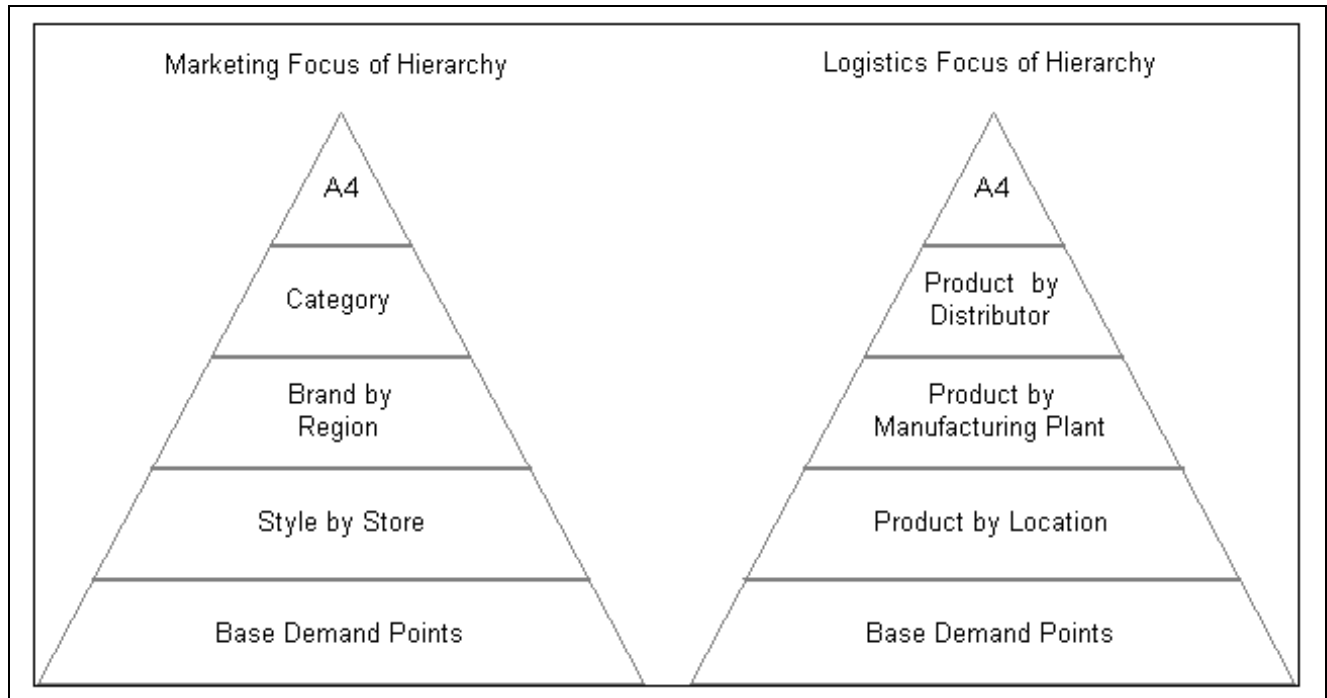 Marketing Focus of Hierarchy
A4
Category
Brand by
Region
Style by Store
Base Demand Points
Logistics Focus of Hierarchy
A4
Product by
Distributor
Product by
Manufacturing Plant
Product by Location
Base Demand Points